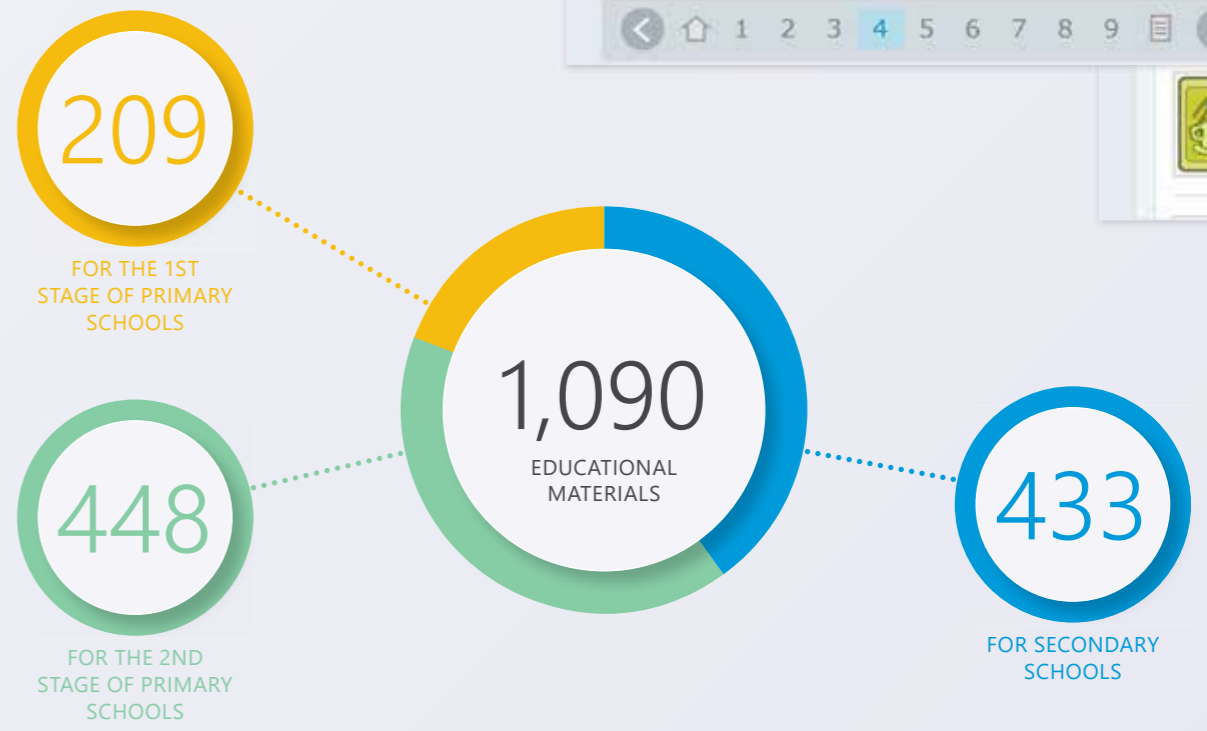 1 2 3 4 5 6 7 8 9
209
FOR THE 1ST
STAGE OF PRIMARY
SCHOOLS
1,090
EDUCATIONAL
MATERIALS
448
FOR THE 2ND
STAGE OF PRIMARY
SCHOOLS
433
FOR SECONDARY
SCHOOLS